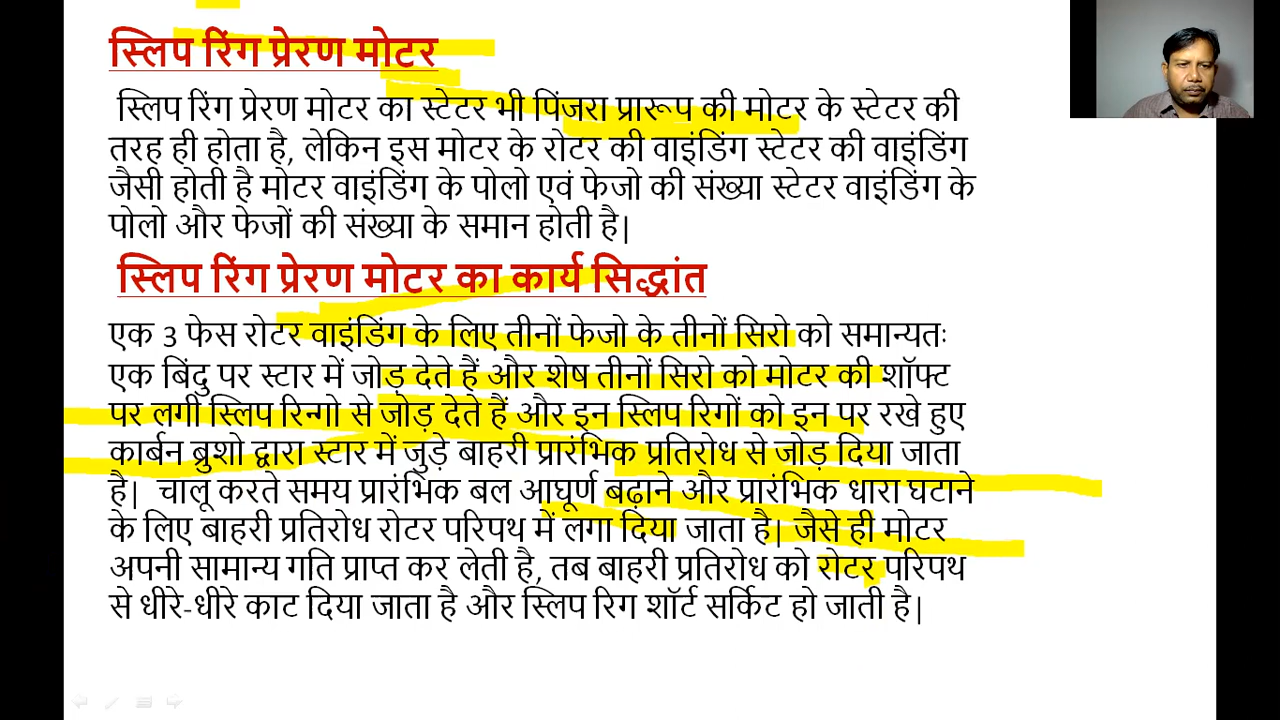 स्लिप रिंग प्रेरण मोटर
स्लिप रिंग प्रेरण मोटर का स्टेटर भी पिंजरा प्रारूप की मोटर के स्टेटर की
तरह ही होता है, लेकिन इस मोटर के रोटर की वाइंडिंग स्टेटर की वाइंडिंग
जैसी होती है मोटर वाइंडिंग के पोलो एवं फेजो की संख्या स्टेटर वाइंडिंग के
पोलो और फेजों की संख्या के समान होती है|
स्लिप रिंग प्रेरण मोटर का कार्य सिद्धांत
एक 3 फेस रोटर वाइंडिंग के लिए तीनों फेजो के तीनों सिरो को समान्यतः
एक बिंदु पर स्टार में जोड़ देते हैं और शेष तीनों सिरो को मोटर की शॉफ्ट
पर लगी स्लिप रिन्गो से जोड़ देते हैं और इन स्लिप रिगों को इन पर रखे हुए
कार्बन ब्रुशो द्वारा स्टार में जुड़े बाहरी प्रारंभिक प्रतिरोध से जोड़ दिया जाता
है| चालू करते समय प्रारंभिक बल आघूर्ण बढ़ाने और प्रारंभिक धारा घटाने
के लिए बाहरी प्रतिरोध रोटर परिपथ में लगा दिया जाता है| जैसे ही मोटर
अपनी सामान्य गति प्राप्त कर लेती है, तब बाहरी प्रतिरोध को रोटर परिपथ
से धीरे-धीरे काट दिया जाता है और स्लिप रिग शॉर्ट सर्किट हो जाती है|